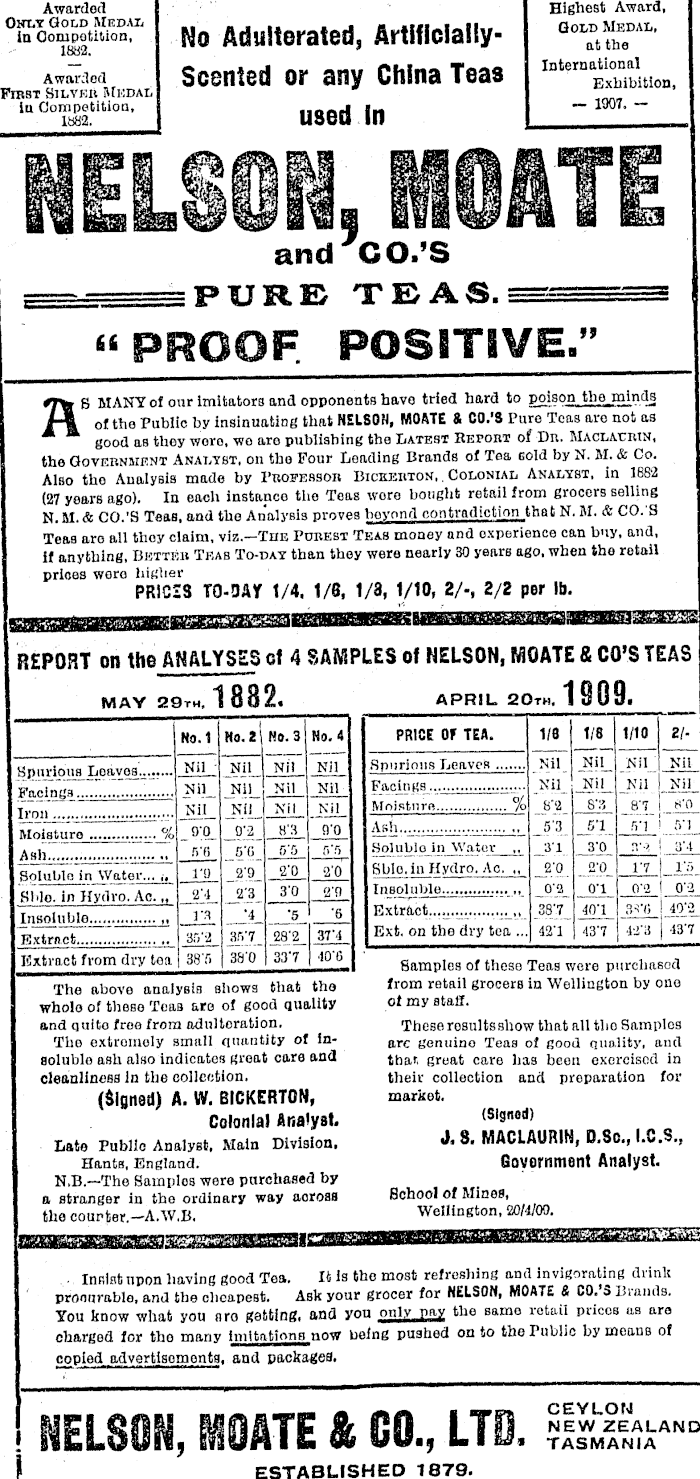 Awarded
ONLY GOLD MEDAL
in Competition,
1882.
Awarded
FIRST SILVER MEDAL
in Competition,
1882.
No Adulterated, Artificially-
Scented or any China Teas
used in
Highest Award,
GOLD MEDAL,
at the
International
Exhibition,
— 1907. —
NELSON, MOATE
and CO.'S
PURE TEAS.
"PROOF POSITIVE."
AS MANY of our imitators and opponents have tried hard to poison the minds
of the Public by insinuating that NELSON, MOATE & CO.'S Pure Teas are not as
good as they were, we are publishing the LATEST REPORT of DR. MACLAURIN,
the GOVERNMENT ANALYST, on the Four Leading Brands of Tea sold by N. M. & Co.
Also the Analysis made by PROFESSOR BICKERTON, COLONIAL ANALYST, in 1882
(27 years ago). In each instance the Teas were bought retail from grocers selling
N. M. & CO.'S Teas, and the Analysis proves beyond contradiction that N. M. & CO.'S
Teas are all they claim, viz.—THE PUREST TEAS money and experience can buy, and,
if anything, BETTER TEAS TO-DAY than they were nearly 30 years ago, when the retail
prices were higher
PRICES TO-DAY 1/4, 1/6, 1/8, 1/10, 2/-, 2/2 per lb.
REPORT on the ANALYSES of 4 SAMPLES of NELSON, MOATE & CO'S TEAS
MAY 29TH, 1882.
No. 1 No. 2 No. 3 No. 4
Spurious Leaves........ Nil Nil Nil Nil
Facings................ Nil Nil Nil Nil
Iron .................. Nil Nil Nil Nil
Moisture .............. % 9·0 9·2 8·3 9·0
Ash.................... ,, 5·6 5·6 5·5 5·5
Soluble in Water... ,, 1·9 2·9 2·0 2·0
Sble. in Hydro. Ac. ,, 2·4 2·3 3·0 2·9
Insoluble.............. ,, 1·3 ·4 ·5 ·6
Extract................ ,, 35·2 35·7 28·2 37·4
Extract from dry tea 38·5 38·0 33·7 40·6
The above analysis shows that the
whole of these Teas are of good quality
and quite free from adulteration.
The extremely small quantity of in-
soluble ash also indicates great care and
cleanliness in the collection.
(Signed) A. W. BICKERTON,
Colonial Analyst.
Late Public Analyst, Main Division,
Hants, England.
N.B.—The Samples were purchased by
a stranger in the ordinary way across
the counter.—A.W.B.
APRIL 20TH, 1909.
PRICE OF TEA. 1/6 1/8 1/10 2/-
Spurious Leaves ....... Nil Nil Nil Nil
Facings................ Nil Nil Nil Nil
Moisture............... % 8·2 8·3 8·7 8·0
Ash.................... ,, 5·3 5·1 5·1 5·1
Soluble in Water ,, 3·1 3·0 3·2 3·4
Sble. in Hydro. Ac. ,, 2·0 2·0 1·7 1·5
Insoluble.............. ,, 0·2 0·1 0·2 0·2
Extract................ ,, 38·7 40·1 38·6 40·2
Ext. on the dry tea ... 42·1 43·7 42·3 43·7
Samples of these Teas were purchased
from retail grocers in Wellington by one
of my staff.
These results show that all the Samples
are genuine Teas of good quality, and
that great care has been exercised in
their collection and preparation for
market.
(Signed)
J. S. MACLAURIN, D.Sc., I.C.S.,
Government Analyst.
School of Mines,
Wellington, 20/4/09.
Insist upon having good Tea. It is the most refreshing and invigorating drink
procurable, and the cheapest. Ask your grocer for NELSON, MOATE & CO.'S Brands.
You know what you are getting, and you only pay the same retail prices as are
charged for the many imitations now being pushed on to the Public by means of
copied advertisements, and packages.
NELSON, MOATE & CO., LTD.
CEYLON
NEW ZEALAND
TASMANIA
ESTABLISHED 1879.